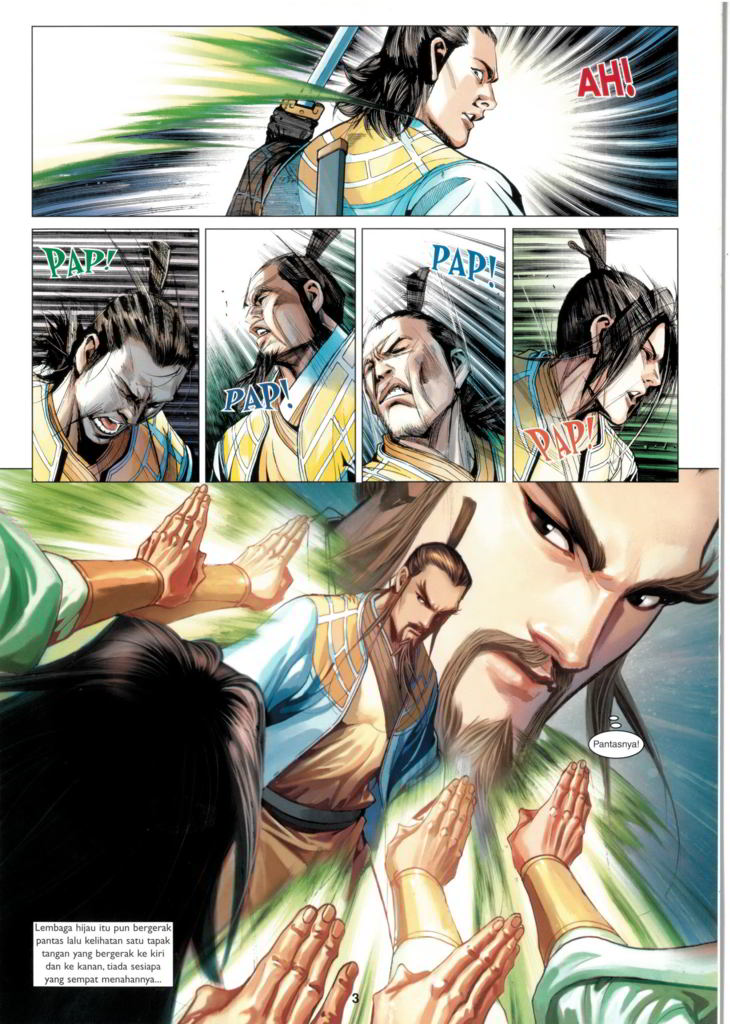 AH!
PAP!
PAP!
PAP!
PAP!
Pantasnya!
Lembaga hijau itu pun bergerak
pantas lalu kelihatan satu tapak
tangan yang bergerak ke kiri
dan ke kanan, tiada sesiapa
yang sempat menahannya...
3